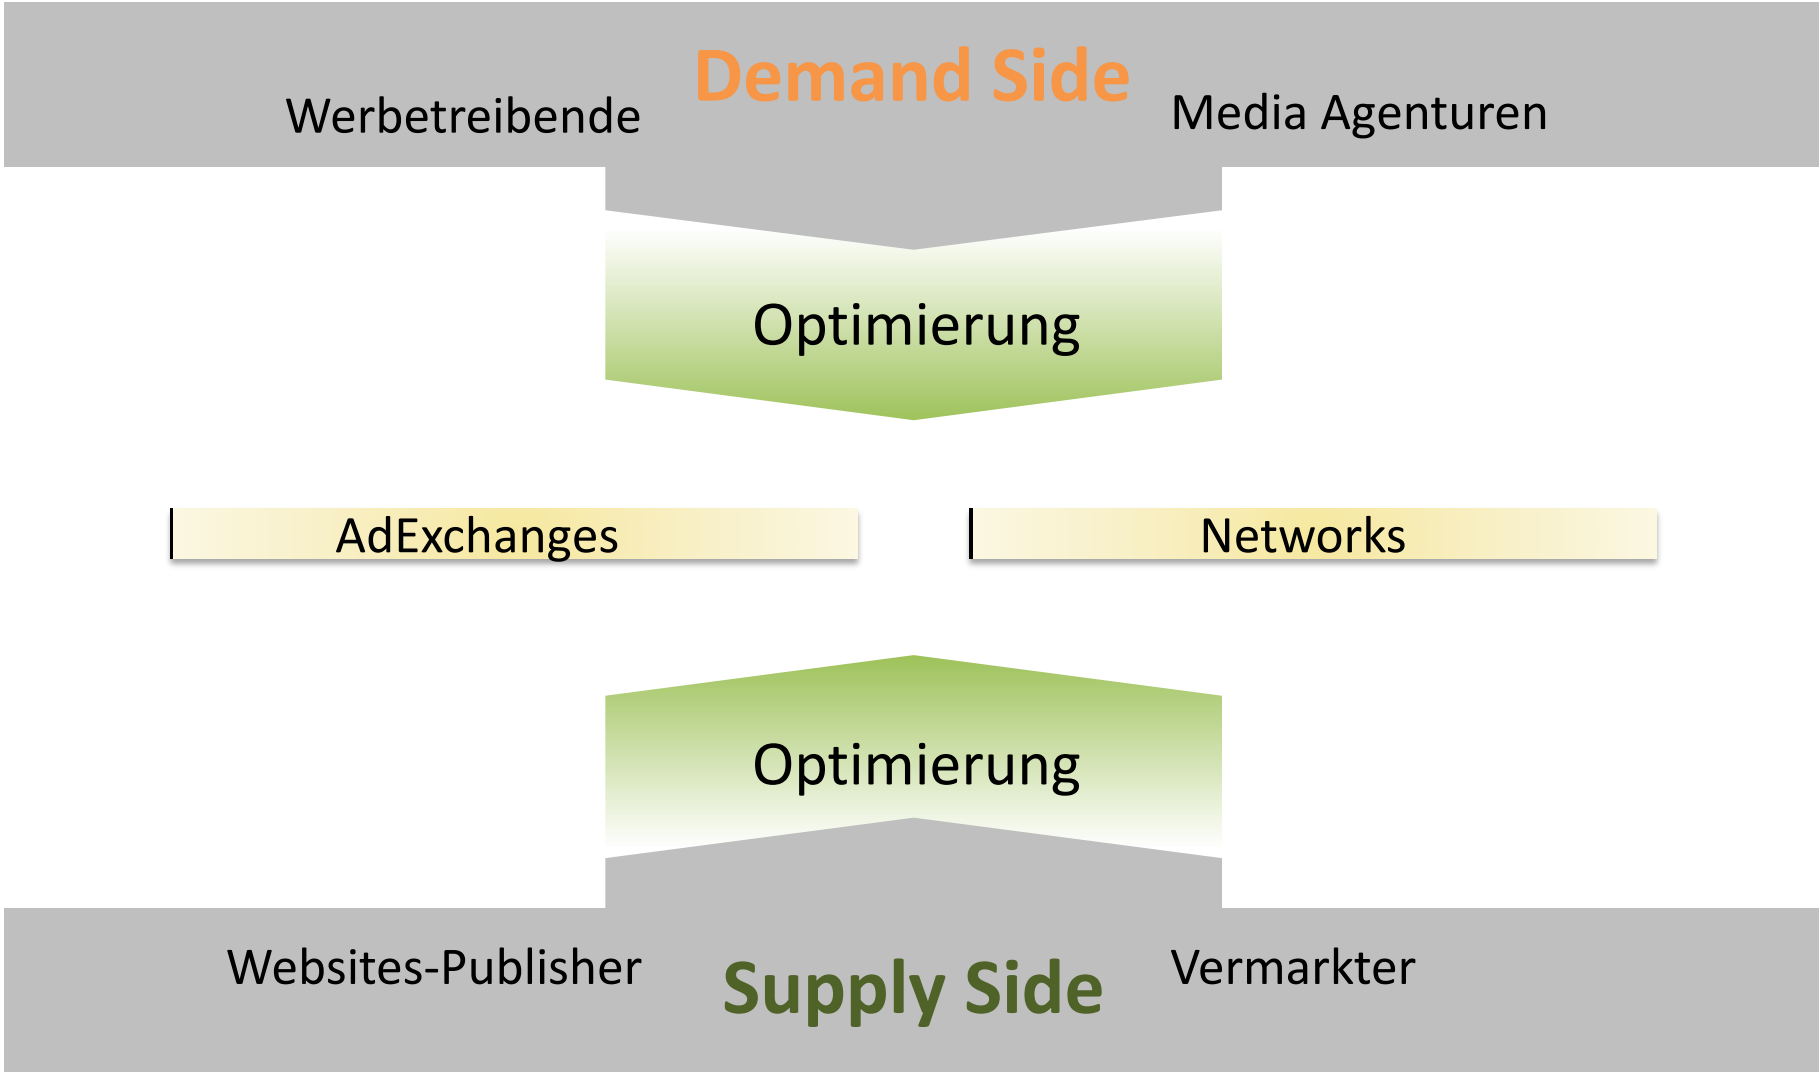 Demand Side
Werbetreibende
Media Agenturen
Optimierung
AdExchanges
Networks
Optimierung
Websites-Publisher
Vermarkter
Supply Side